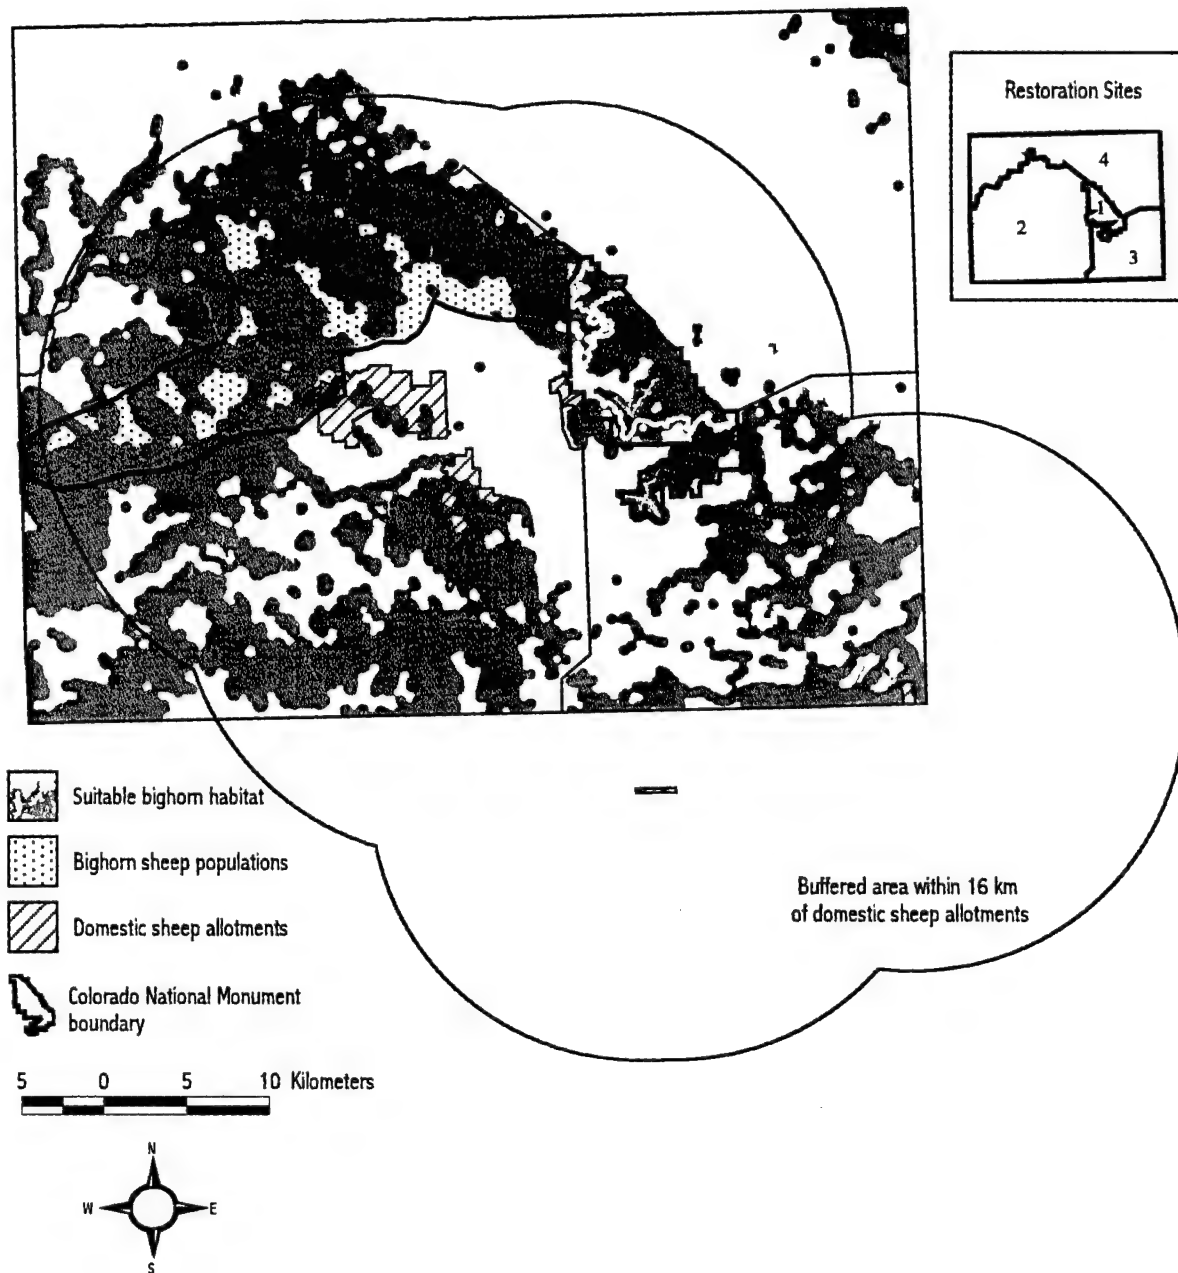 Restoration Sites
4
1
2
3
Suitable bighorn habitat
Bighorn sheep populations
Domestic sheep allotments
Colorado National Monument
boundary
Buffered area within 16 km
of domestic sheep allotments
5 0 5 10 Kilometers
N
W E
S